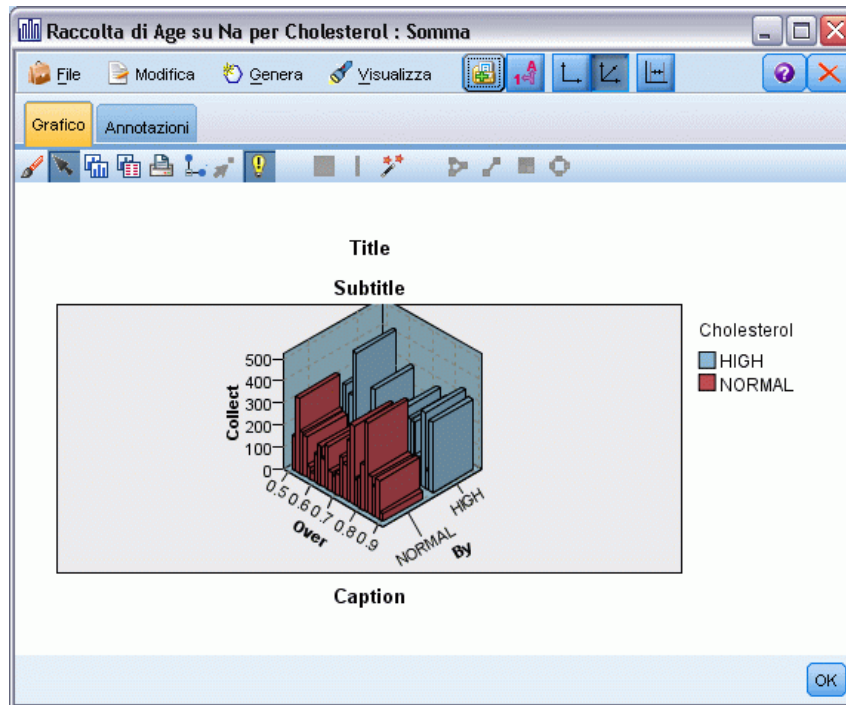 Raccolta di Age su Na per Cholesterol : Somma
File Modifica Genera Visualizza
Grafico Annotazioni
Title
Subtitle
Cholesterol
HIGH
NORMAL
500
400
300
200
100
0
Collect
0.5 0.6 0.7 0.8 0.9
Over
NORMAL HIGH
By
Caption
OK